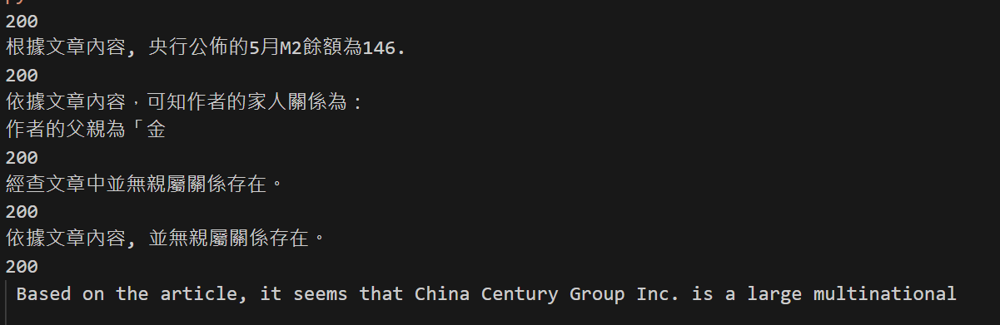 200
根據文章內容, 央行公佈的5月M2餘額為146.
200
依據文章內容，可知作者的家人關係為：
作者的父親為「金
200
經查文章中並無親屬關係存在。
200
依據文章內容, 並無親屬關係存在。
200
Based on the article, it seems that China Century Group Inc. is a large multinational